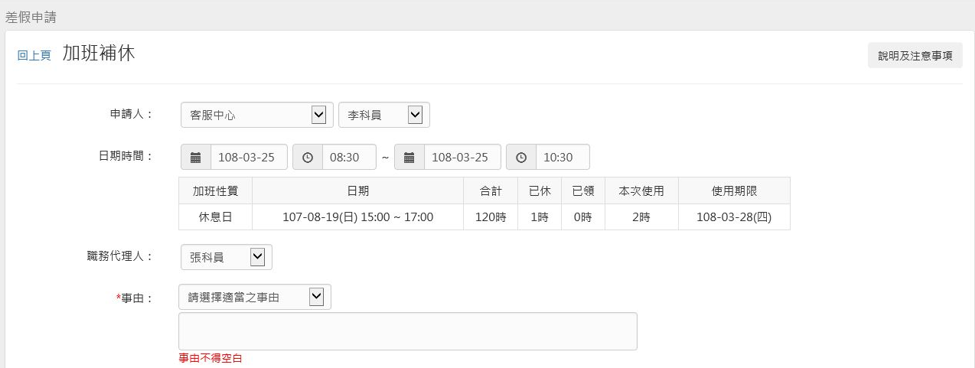 差假申請
回上頁 加班補休 說明及注意事項
申請人： 客服中心 李科員
日期時間： 108-03-25 08:30 ~ 108-03-25 10:30
加班性質 日期 合計 已休 已領 本次使用 使用期限
休息日 107-08-19(日) 15:00 ~ 17:00 120時 1時 0時 2時 108-03-28(四)
職務代理人： 張科員
*事由： 請選擇適當之事由
事由不得空白